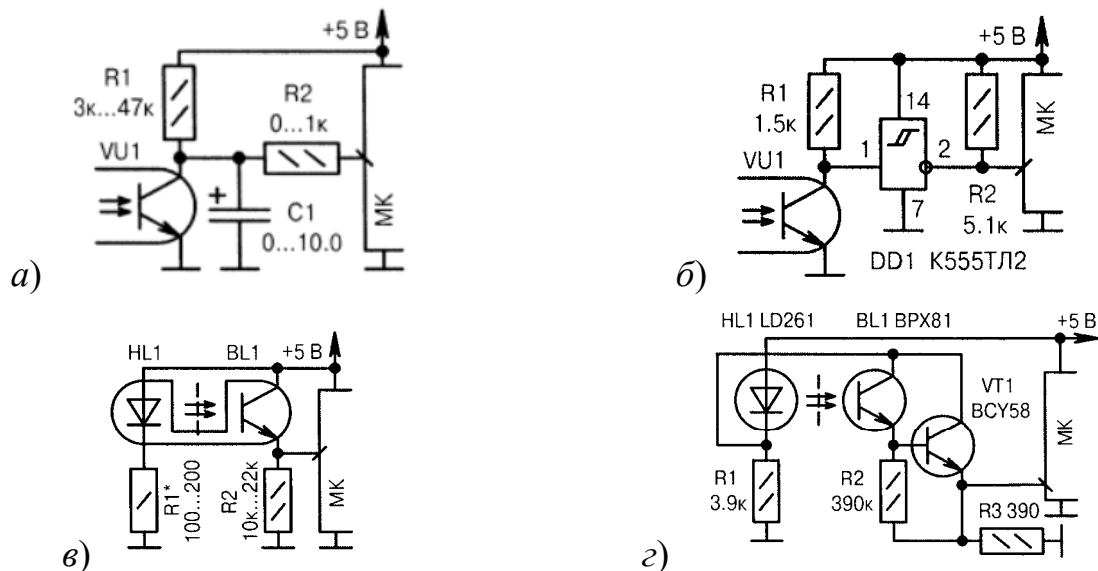 +5 В
R1
3к...47к
R2
0...1к
VU1
+
C1
0...10.0
МК
а)
+5 В
R1
1.5к
14
1
2
VU1
7
R2
5.1к
МК
DD1 К555ТЛ2
б)
HL1
BL1
+5 В
R1*
100...200
R2
10к...22к
МК
в)
HL1 LD261
BL1 BPX81
+5 В
VT1
BCY58
МК
R1
3.9к
R2
390к
R3 390
г)